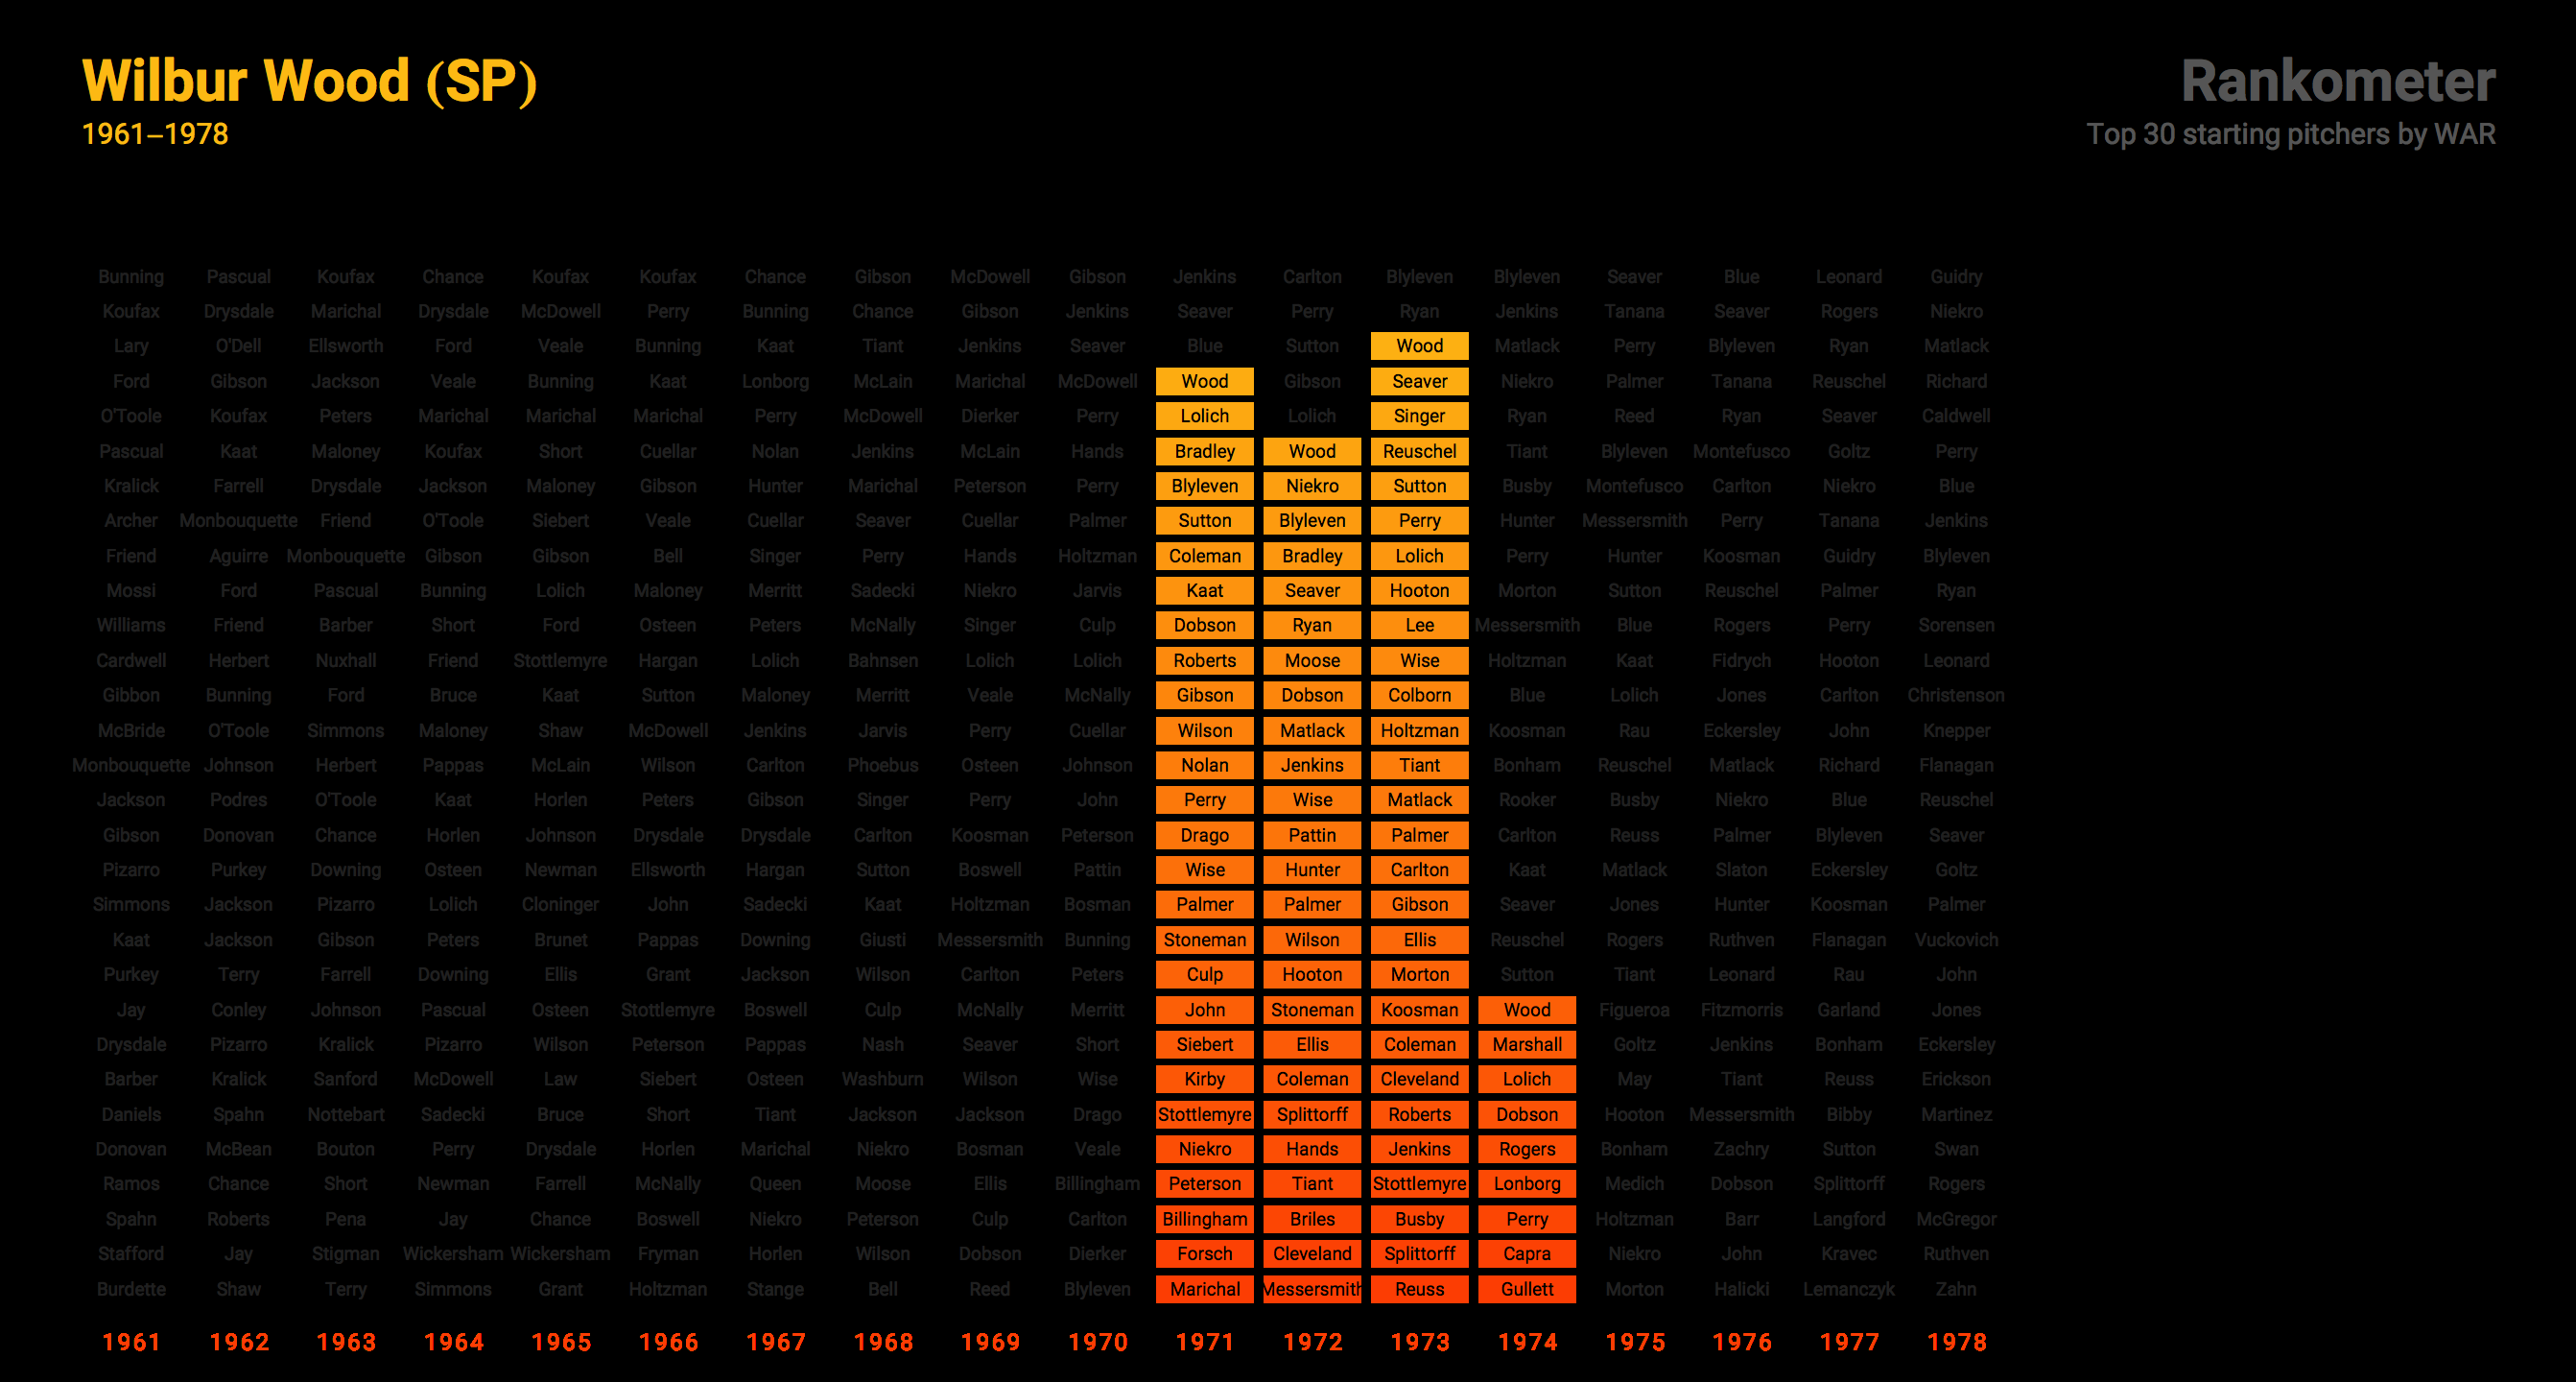 Wilbur Wood (SP)
1961–1978
Rankometer
Top 30 starting pitchers by WAR
Bunning Pascual Koufax Chance Koufax Koufax Chance Gibson McDowell Gibson Jenkins Carlton Blyleven Blyleven Seaver Blue Leonard Guidry
Koufax Drysdale Marichal Drysdale McDowell Perry Bunning Chance Gibson Jenkins Seaver Perry Ryan Jenkins Tanana Seaver Rogers Niekro
Lary O'Dell Ellsworth Ford Veale Bunning Kaat Tiant Jenkins Seaver Blue Sutton Wood Matlack Perry Blyleven Ryan Matlack
Ford Gibson Jackson Veale Bunning Kaat Lonborg McLain Marichal McDowell Wood Gibson Seaver Niekro Palmer Tanana Reuschel Richard
O'Toole Koufax Peters Marichal Marichal Marichal Perry McDowell Dierker Perry Lolich Lolich Singer Ryan Reed Ryan Seaver Caldwell
Pascual Kaat Maloney Koufax Short Cuellar Nolan Jenkins McLain Hands Bradley Wood Reuschel Tiant Blyleven Montefusco Goltz Perry
Kralick Farrell Drysdale Jackson Maloney Gibson Hunter Marichal Peterson Perry Blyleven Niekro Sutton Busby Montefusco Carlton Niekro Blue
Archer Monbouquette Friend O'Toole Siebert Veale Cuellar Seaver Cuellar Palmer Sutton Blyleven Perry Hunter Messersmith Perry Tanana Jenkins
Friend Aguirre Monbouquette Gibson Gibson Bell Singer Perry Hands Holtzman Coleman Bradley Lolich Perry Hunter Koosman Guidry Blyleven
Mossi Ford Pascual Bunning Lolich Maloney Merritt Sadecki Niekro Jarvis Kaat Seaver Hooton Morton Sutton Reuschel Palmer Ryan
Williams Friend Barber Short Ford Osteen Peters McNally Singer Culp Dobson Ryan Lee Messersmith Blue Rogers Perry Sorensen
Cardwell Herbert Nuxhall Friend Stottlemyre Hargan Lolich Bahnsen Lolich Lolich Roberts Moose Wise Holtzman Kaat Fidrych Hooton Leonard
Gibbon Bunning Ford Bruce Kaat Sutton Maloney Merritt Veale McNally Gibson Dobson Colborn Blue Lolich Jones Carlton Christenson
McBride O'Toole Simmons Maloney Shaw McDowell Jenkins Jarvis Perry Cuellar Wilson Matlack Holtzman Koosman Rau Eckersley John Knepper
Monbouquette Johnson Herbert Pappas McLain Wilson Carlton Phoebus Osteen Johnson Nolan Jenkins Tiant Bonham Reuschel Matlack Richard Flanagan
Jackson Podres O'Toole Kaat Horlen Peters Gibson Singer Perry John Perry Wise Matlack Rooker Busby Niekro Blue Reuschel
Gibson Donovan Chance Horlen Johnson Drysdale Drysdale Carlton Koosman Peterson Drago Pattin Palmer Carlton Reuss Palmer Blyleven Seaver
Pizarro Purkey Downing Osteen Newman Ellsworth Hargan Sutton Boswell Pattin Wise Hunter Carlton Kaat Matlack Slaton Eckersley Goltz
Simmons Jackson Pizarro Lolich Cloninger John Sadecki Kaat Holtzman Bosman Palmer Palmer Gibson Seaver Jones Hunter Koosman Palmer
Kaat Jackson Gibson Peters Brunet Pappas Downing Giusti Messersmith Bunning Stoneman Wilson Ellis Reuschel Rogers Ruthven Flanagan Vuckovich
Purkey Terry Farrell Downing Ellis Grant Jackson Wilson Carlton Peters Culp Hooton Morton Sutton Tiant Leonard Rau John
Jay Conley Johnson Pascual Osteen Stottlemyre Boswell Culp McNally Merritt John Stoneman Koosman Wood Figueroa Fitzmorris Garland Jones
Drysdale Pizarro Kralick Pizarro Wilson Peterson Pappas Nash Seaver Short Siebert Ellis Coleman Marshall Goltz Jenkins Bonham Eckersley
Barber Kralick Sanford McDowell Law Siebert Osteen Washburn Wilson Wise Kirby Coleman Cleveland Lolich May Tiant Reuss Erickson
Daniels Spahn Nottebart Sadecki Bruce Short Tiant Jackson Jackson Drago Stottlemyre Splittorff Roberts Dobson Hooton Messersmith Bibby Martinez
Donovan McBean Bouton Perry Drysdale Horlen Marichal Niekro Bosman Veale Niekro Hands Jenkins Rogers Bonham Zachry Sutton Swan
Ramos Chance Short Newman Farrell McNally Queen Moose Ellis Billingham Peterson Tiant Stottlemyre Lonborg Medich Dobson Splittorff Rogers
Spahn Roberts Pena Jay Chance Boswell Niekro Peterson Culp Carlton Billingham Briles Busby Perry Holtzman Barr Langford McGregor
Stafford Jay Stigman Wickersham Wickersham Fryman Horlen Wilson Dobson Dierker Forsch Cleveland Splittorff Capra Niekro John Kravec Ruthven
Burdette Shaw Terry Simmons Grant Holtzman Stange Bell Reed Blyleven Marichal Messersmith Reuss Gullett Morton Halicki Lemanczyk Zahn
1961 1962 1963 1964 1965 1966 1967 1968 1969 1970 1971 1972 1973 1974 1975 1976 1977 1978